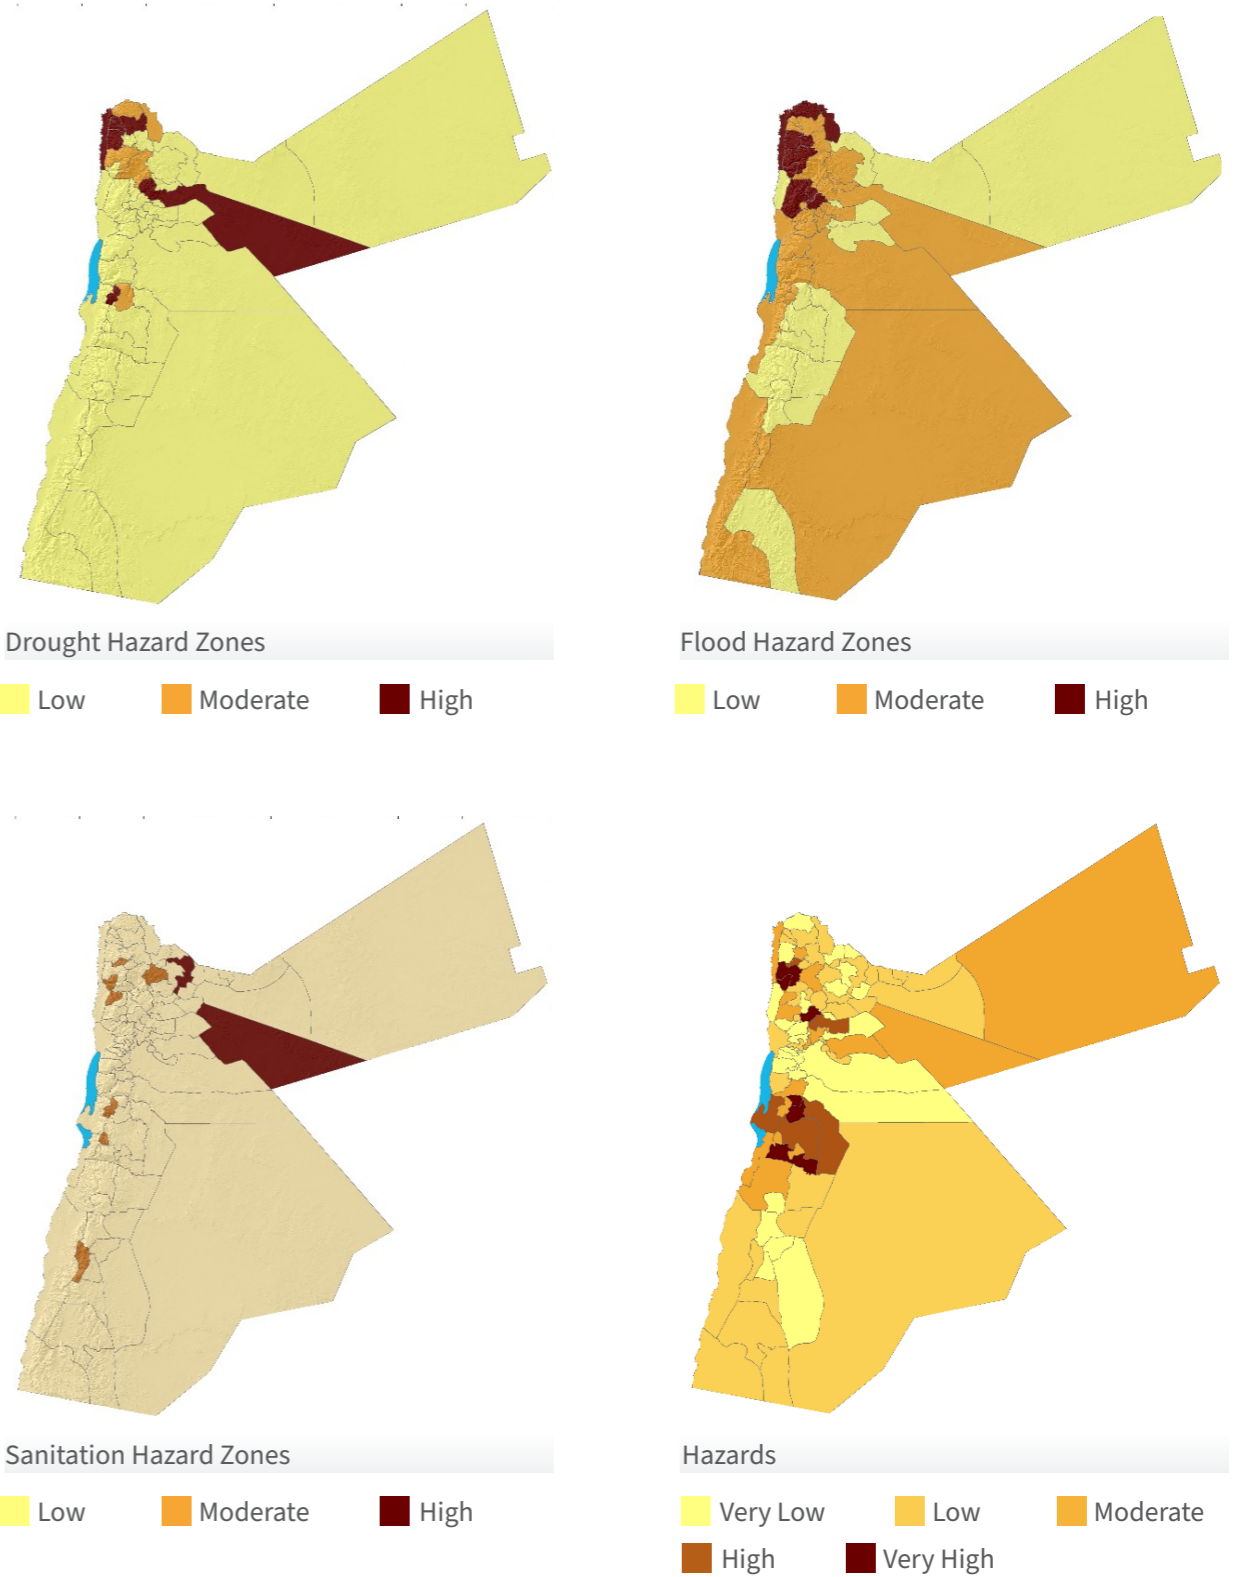 Drought Hazard Zones
Low Moderate High
Flood Hazard Zones
Low Moderate High
Sanitation Hazard Zones
Low Moderate High
Hazards
Very Low Low Moderate
High Very High